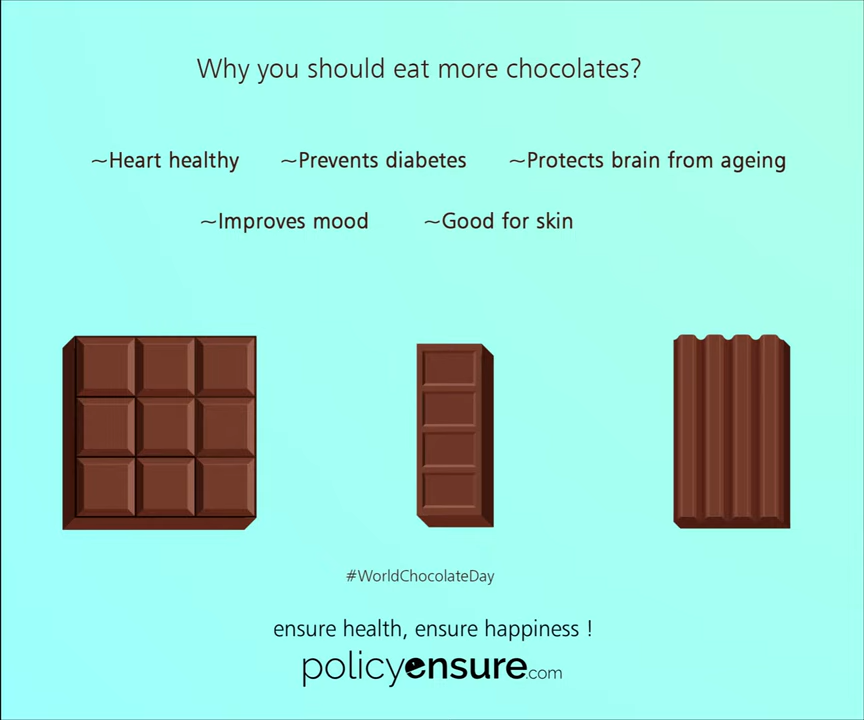 Why you should eat more chocolates?
~Heart healthy ~Prevents diabetes ~Protects brain from ageing
~Improves mood ~Good for skin
#WorldChocolateDay
ensure health, ensure happiness !
policyensure.com